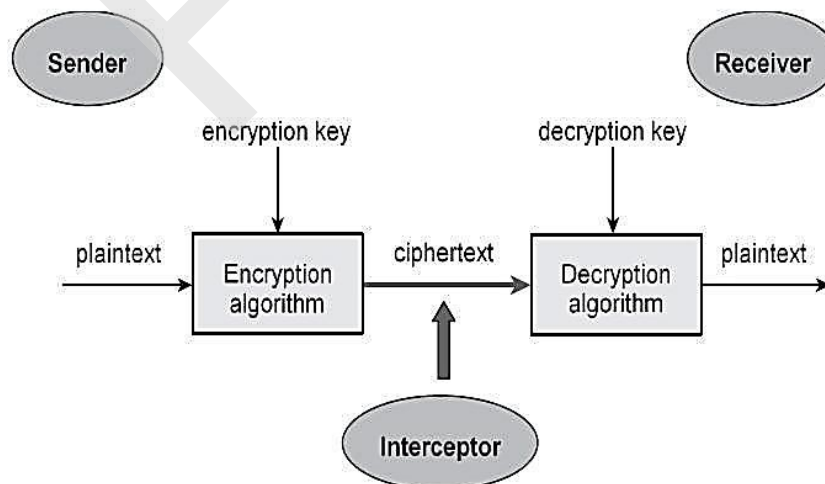 Sender
Receiver
encryption key
decryption key
plaintext
Encryption
algorithm
ciphertext
Decryption
algorithm
plaintext
Interceptor